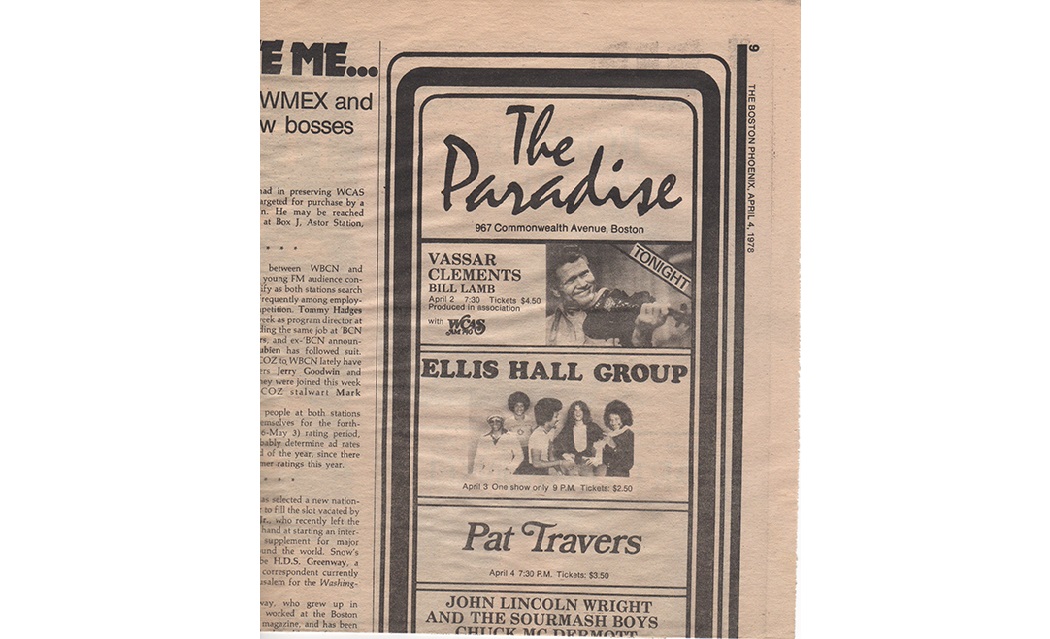 E ME...
WMEX and
w bosses
had in preserving WCAS
argeted for purchase by a
n. He may be reached
at Box J, Astor Station,
* * *
between WBCN and
young FM audience con-
ify as both stations search
requently among employ-
mpetition. Tommy Hadges
eek as program director at
ding the same job at 'BCN
rs, and ex-'BCN announ-
ubien has followed suit.
COZ to WBCN lately have
ers Jerry Goodwin and
hey were joined this week
COZ stalwart Mark
people at both stations
emselves for the forth-
6-May 3) rating period,
bably determine ad rates
d of the year, since there
mer ratings this year.
* * *
as selected a new nation-
r to fill the slot vacated by
Jr., who recently left the
hand at starting an inter-
supplement for major
und the world. Snow's
be H.D.S. Greenway, a
correspondent currently
usalem for the Washing-
way, who grew up in
worked at the Boston
magazine, and has been
The
Paradise
967 Commonwealth Avenue, Boston
VASSAR
CLEMENTS
BILL LAMB
April 2 7:30 Tickets $4.50
Produced in association
with WCAS
AM 740
TONIGHT
ELLIS HALL GROUP
April 3 One show only 9 P.M. Tickets: $2.50
Pat Travers
April 4 7:30 P.M. Tickets: $3.50
JOHN LINCOLN WRIGHT
AND THE SOURMASH BOYS
CHUCK MC DERMOTT
9
THE BOSTON PHOENIX, APRIL 4, 1978